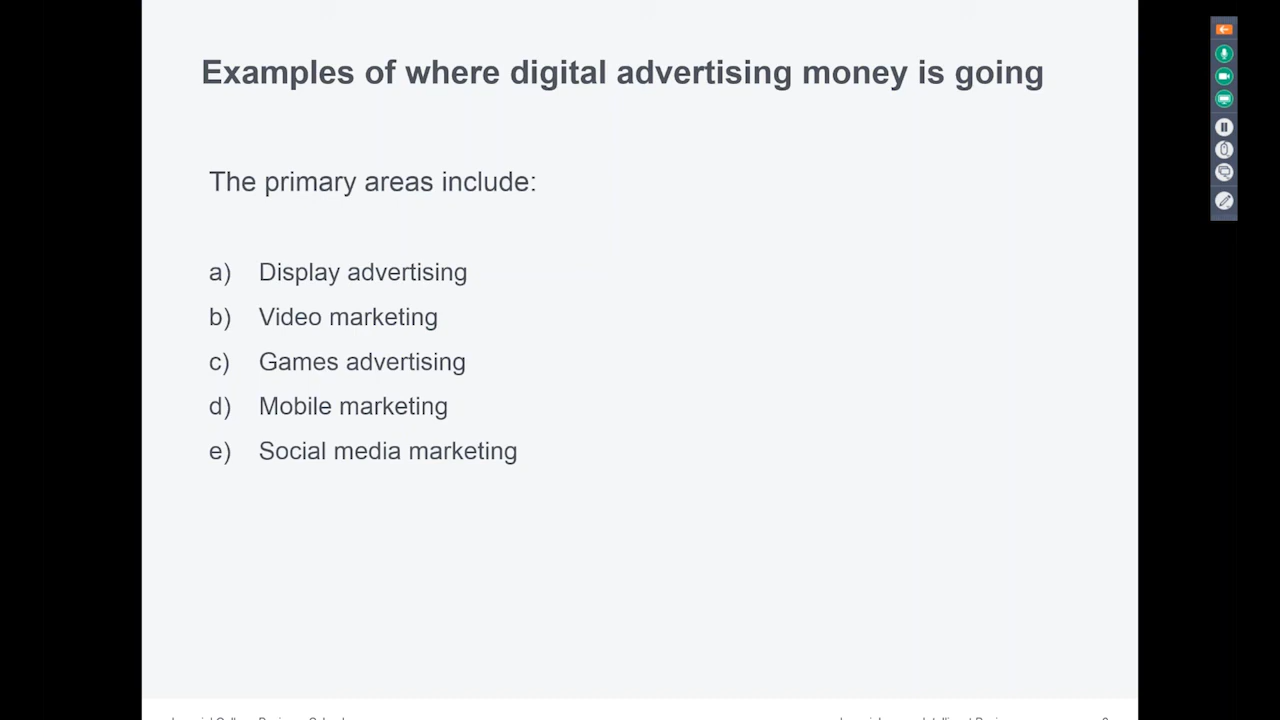 Examples of where digital advertising money is going
The primary areas include:
a) Display advertising
b) Video marketing
c) Games advertising
d) Mobile marketing
e) Social media marketing